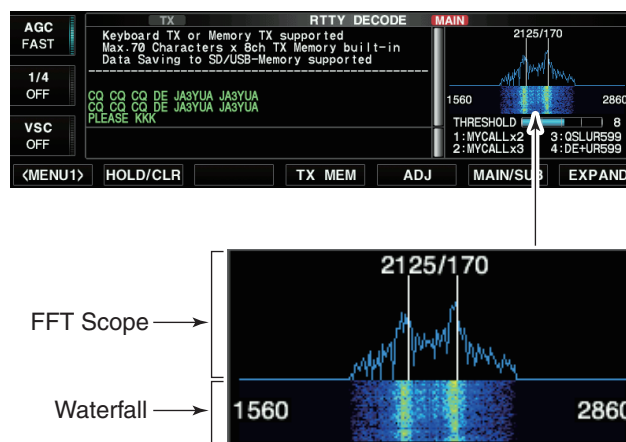 AGC
FAST
1/4
OFF
VSC
OFF
TX
RTTY DECODE
MAIN
Keyboard TX or Memory TX
supported
Max.70 Characters x 8ch TX Memory built-in
Data Saving to SD/USB-Memory supported
CQ CQ CQ DE JA3YUA JA3YUA
CQ CQ CQ DE JA3YUA JA3YUA
PLEASE KKK
2125/170
1560
2860
THRESHOLD 8
1:MYCALLx2 3:QSLUR599
2:MYCALLx3 4:DE+UR599
<MENU1> HOLD/CLR TX MEM ADJ MAIN/SUB EXPAND
2125/170
FFT Scope
Waterfall
1560
2860